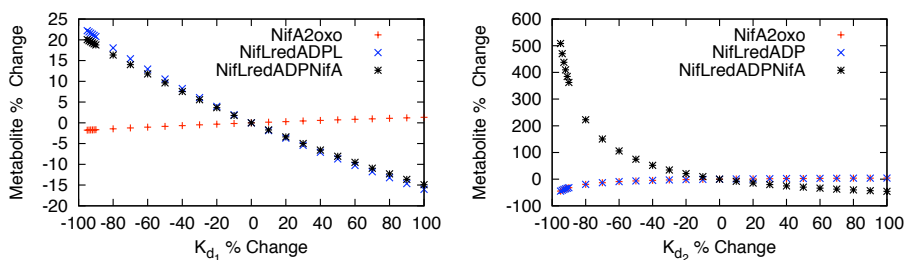 NifA2oxo
NifLredADPL
NifLredADPNifA
Metabolite % Change
25
20
15
10
5
0
-5
-10
-15
20
-100 -80 -60 -40 -20 0 20 40 60 80 100
Kd1 % Change
NifA2oxo
NifLredADP
NifLredADPNifA
Metabolite % Change
600
500
400
300
200
100
0
-100
-100 -80 -60 -40 -20 0 20 40 60 80 100
Kd2 % Change